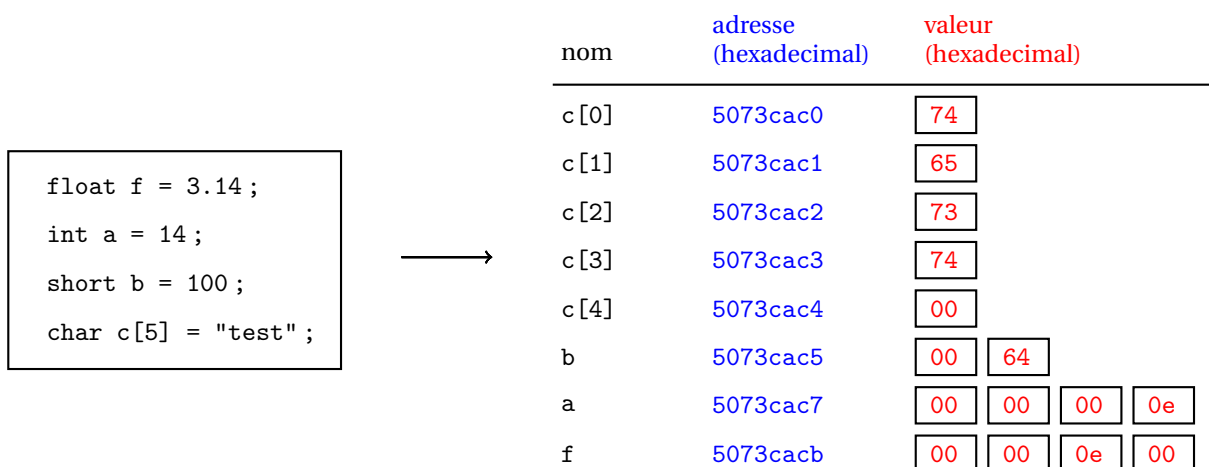 float f = 3.14 ;
int a = 14 ;
short b = 100 ;
char c[5] = "test" ;
nom adresse (hexadecimal) valeur (hexadecimal)
c[0] 5073cac0 74
c[1] 5073cac1 65
c[2] 5073cac2 73
c[3] 5073cac3 74
c[4] 5073cac4 00
b 5073cac5 00 64
a 5073cac7 00 00 00 0e
f 5073cacb 00 00 0e 00